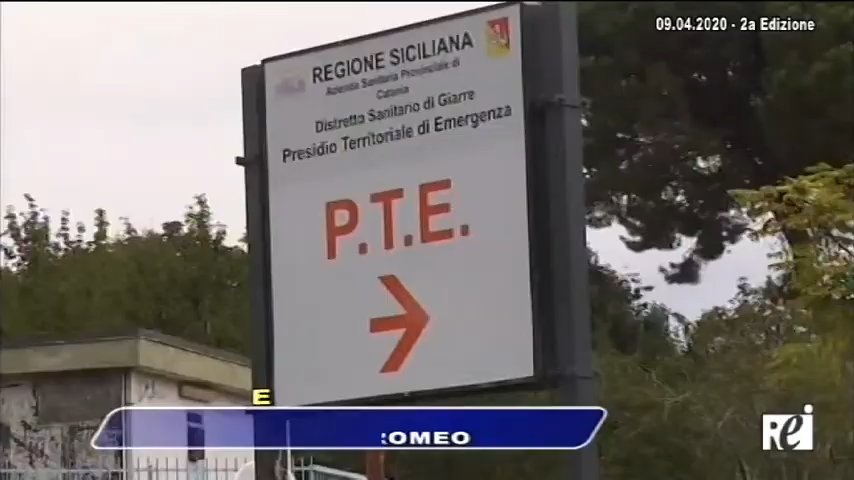 09.04.2020 - 2a Edizione
REGIONE SICILIANA
Azienda Sanitaria Provinciale di
Catania
Distretto Sanitario di Giarre
Presidio Territoriale di Emergenza
P.T.E.
E
OMEO
Rei